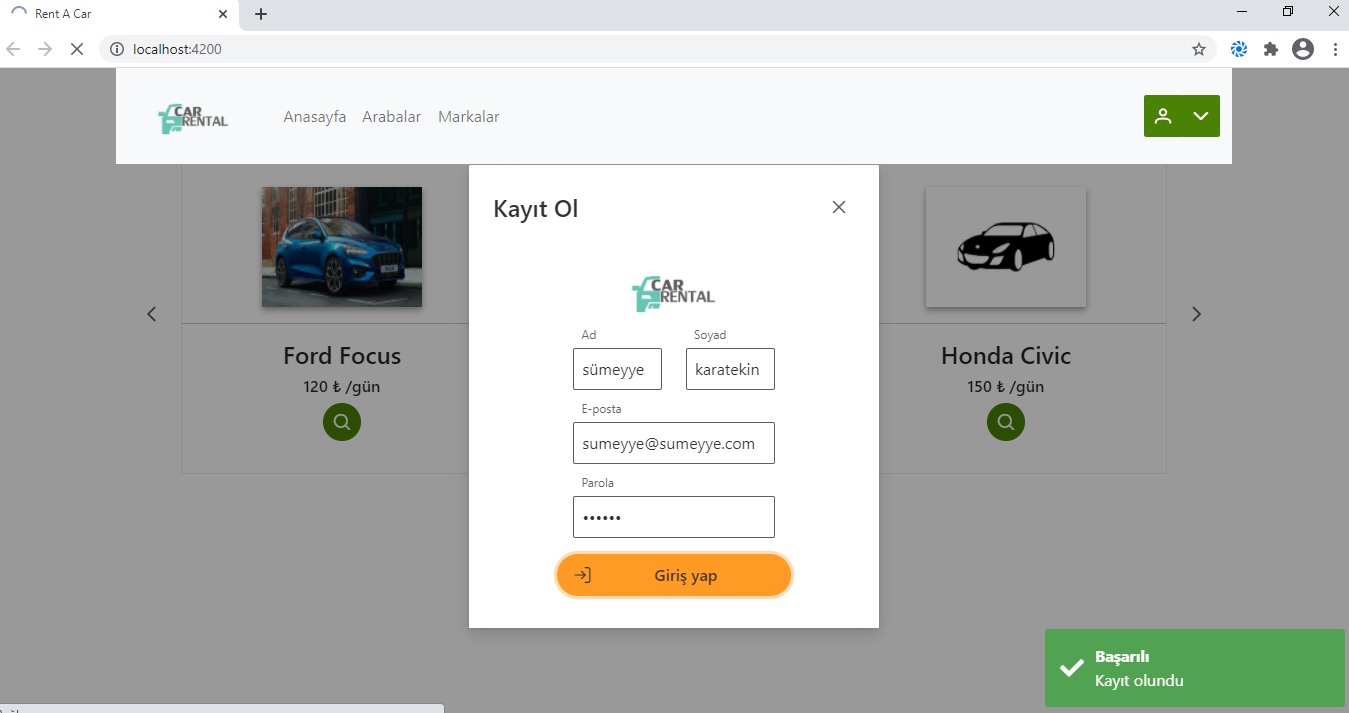 Rent A Car
localhost:4200
CAR RENTAL
Anasayfa Arabalar Markalar
Kayıt Ol
CAR RENTAL
Ad Soyad
sümeyye karatekin
E-posta
sumeyye@sumeyye.com
Parola
••••••
Giriş yap
Ford Focus
120 ₺ /gün
Honda Civic
150 ₺ /gün
Başarılı
Kayıt olundu